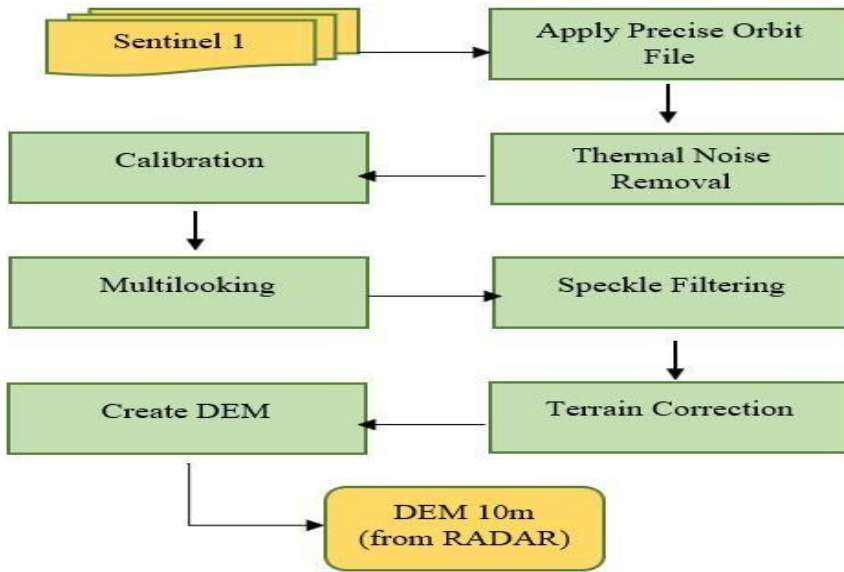 Sentinel 1
Apply Precise Orbit
File
Thermal Noise
Removal
Calibration
Multilooking
Speckle Filtering
Terrain Correction
Create DEM
DEM 10m
(from RADAR)